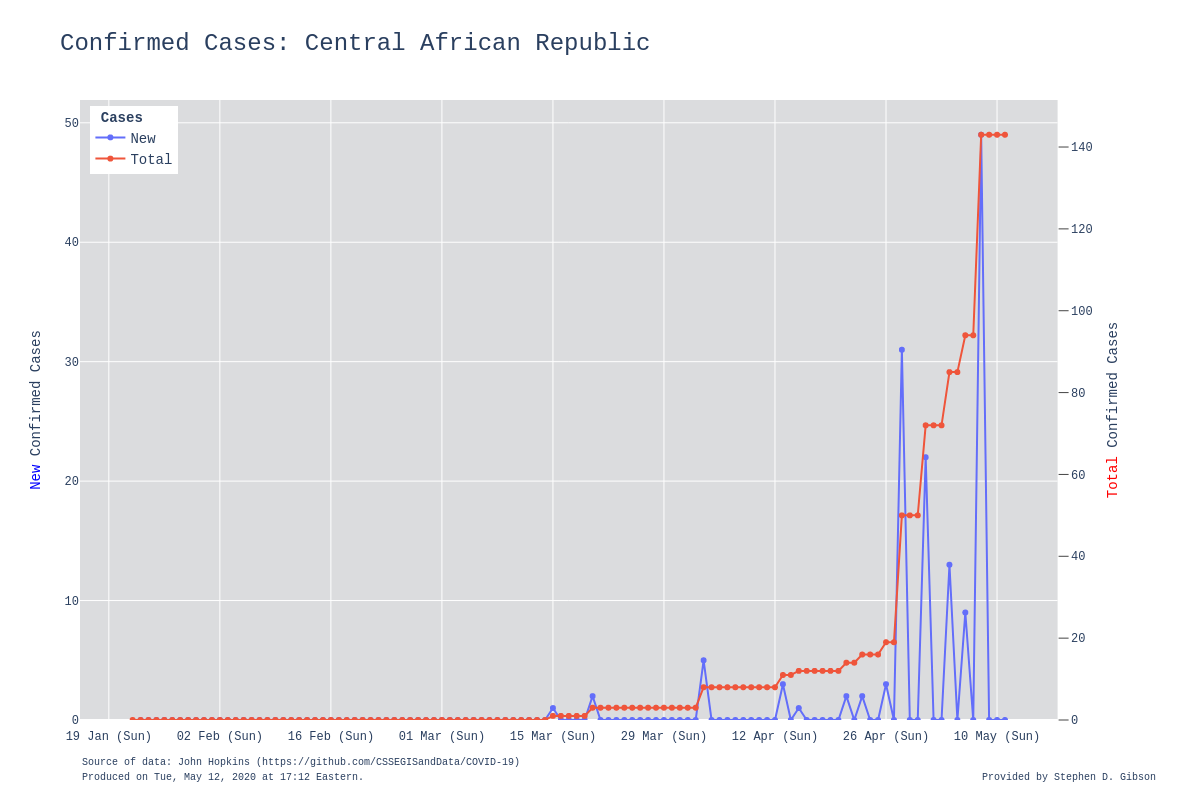 Confirmed Cases: Central African Republic
Cases
New
Total
50
40
30
20
10
0
140
120
100
80
60
40
20
0
New Confirmed Cases
Total Confirmed Cases
19 Jan (Sun) 02 Feb (Sun) 16 Feb (Sun) 01 Mar (Sun) 15 Mar (Sun) 29 Mar (Sun) 12 Apr (Sun) 26 Apr (Sun) 10 May (Sun)
Source of data: John Hopkins (https://github.com/CSSEGISandData/COVID-19)
Produced on Tue, May 12, 2020 at 17:12 Eastern.
Provided by Stephen D. Gibson